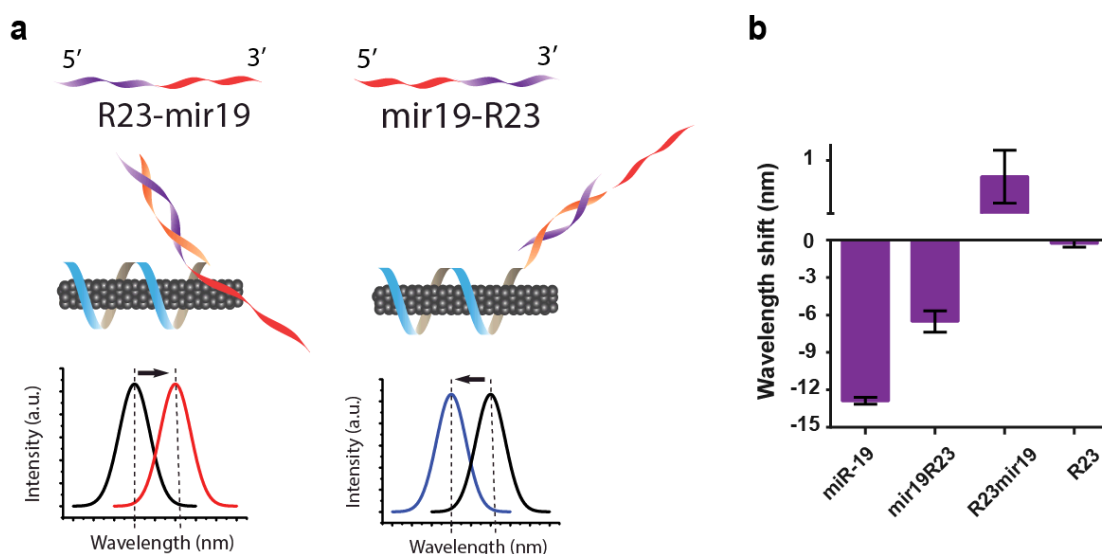 a
5′ 3′
R23-mir19
5′ 3′
mir19-R23
Intensity (a.u.)
Wavelength (nm)
Intensity (a.u.)
Wavelength (nm)
b
Wavelength shift (nm)
1
0
-3
-6
-9
-12
-15
miR-19
mir19R23
R23mir19
R23